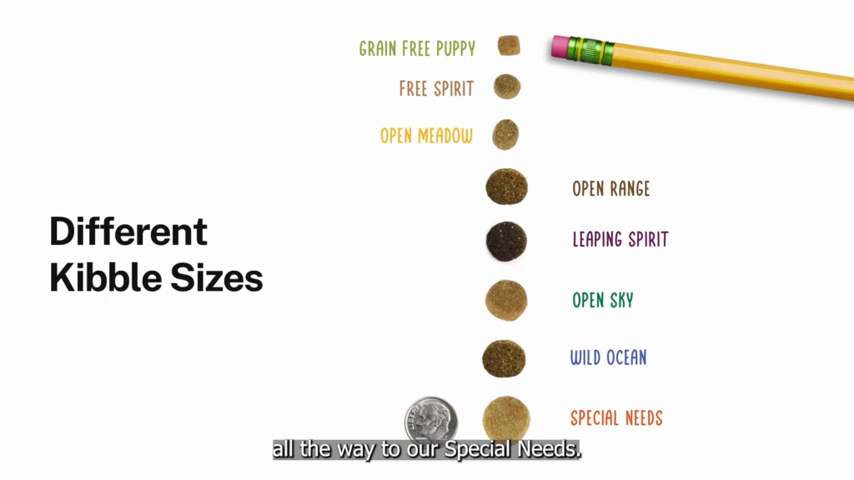 GRAIN FREE PUPPY
FREE SPIRIT
OPEN MEADOW
OPEN RANGE
Different
Kibble Sizes
LEAPING SPIRIT
OPEN SKY
WILD OCEAN
SPECIAL NEEDS
all the way to our Special Needs.